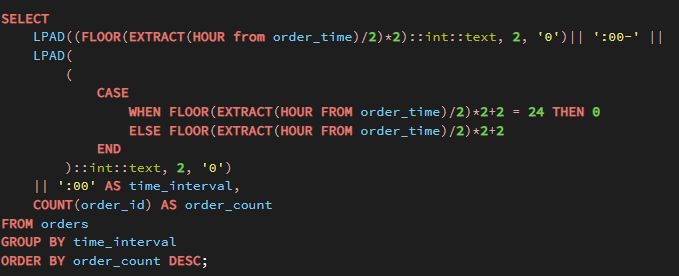 SELECT
    LPAD((FLOOR(EXTRACT(HOUR from order_time)/2)*2)::int::text, 2, '0')|| ':00-' ||
    LPAD(
        (
            CASE
                WHEN FLOOR(EXTRACT(HOUR FROM order_time)/2)*2+2 = 24 THEN 0
                ELSE FLOOR(EXTRACT(HOUR FROM order_time)/2)*2+2
            END
        )::int::text, 2, '0')
    || ':00' AS time_interval,
    COUNT(order_id) AS order_count
FROM orders
GROUP BY time_interval
ORDER BY order_count DESC;